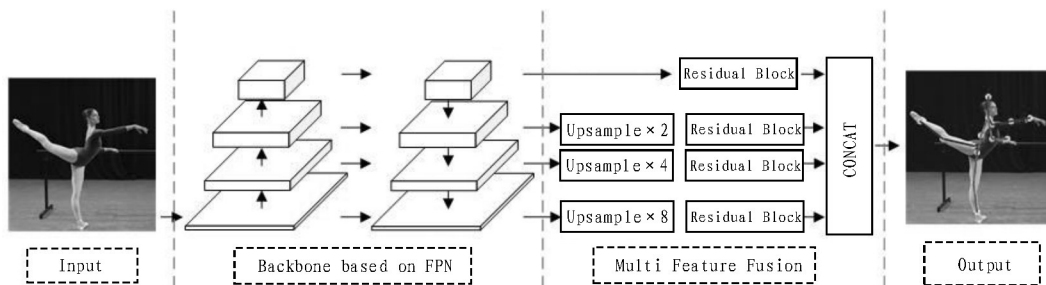 Residual Block
Upsample×2
Residual Block
Upsample×4
Residual Block
Upsample×8
Residual Block
CONCAT
Input
Backbone based on FPN
Multi Feature Fusion
Output